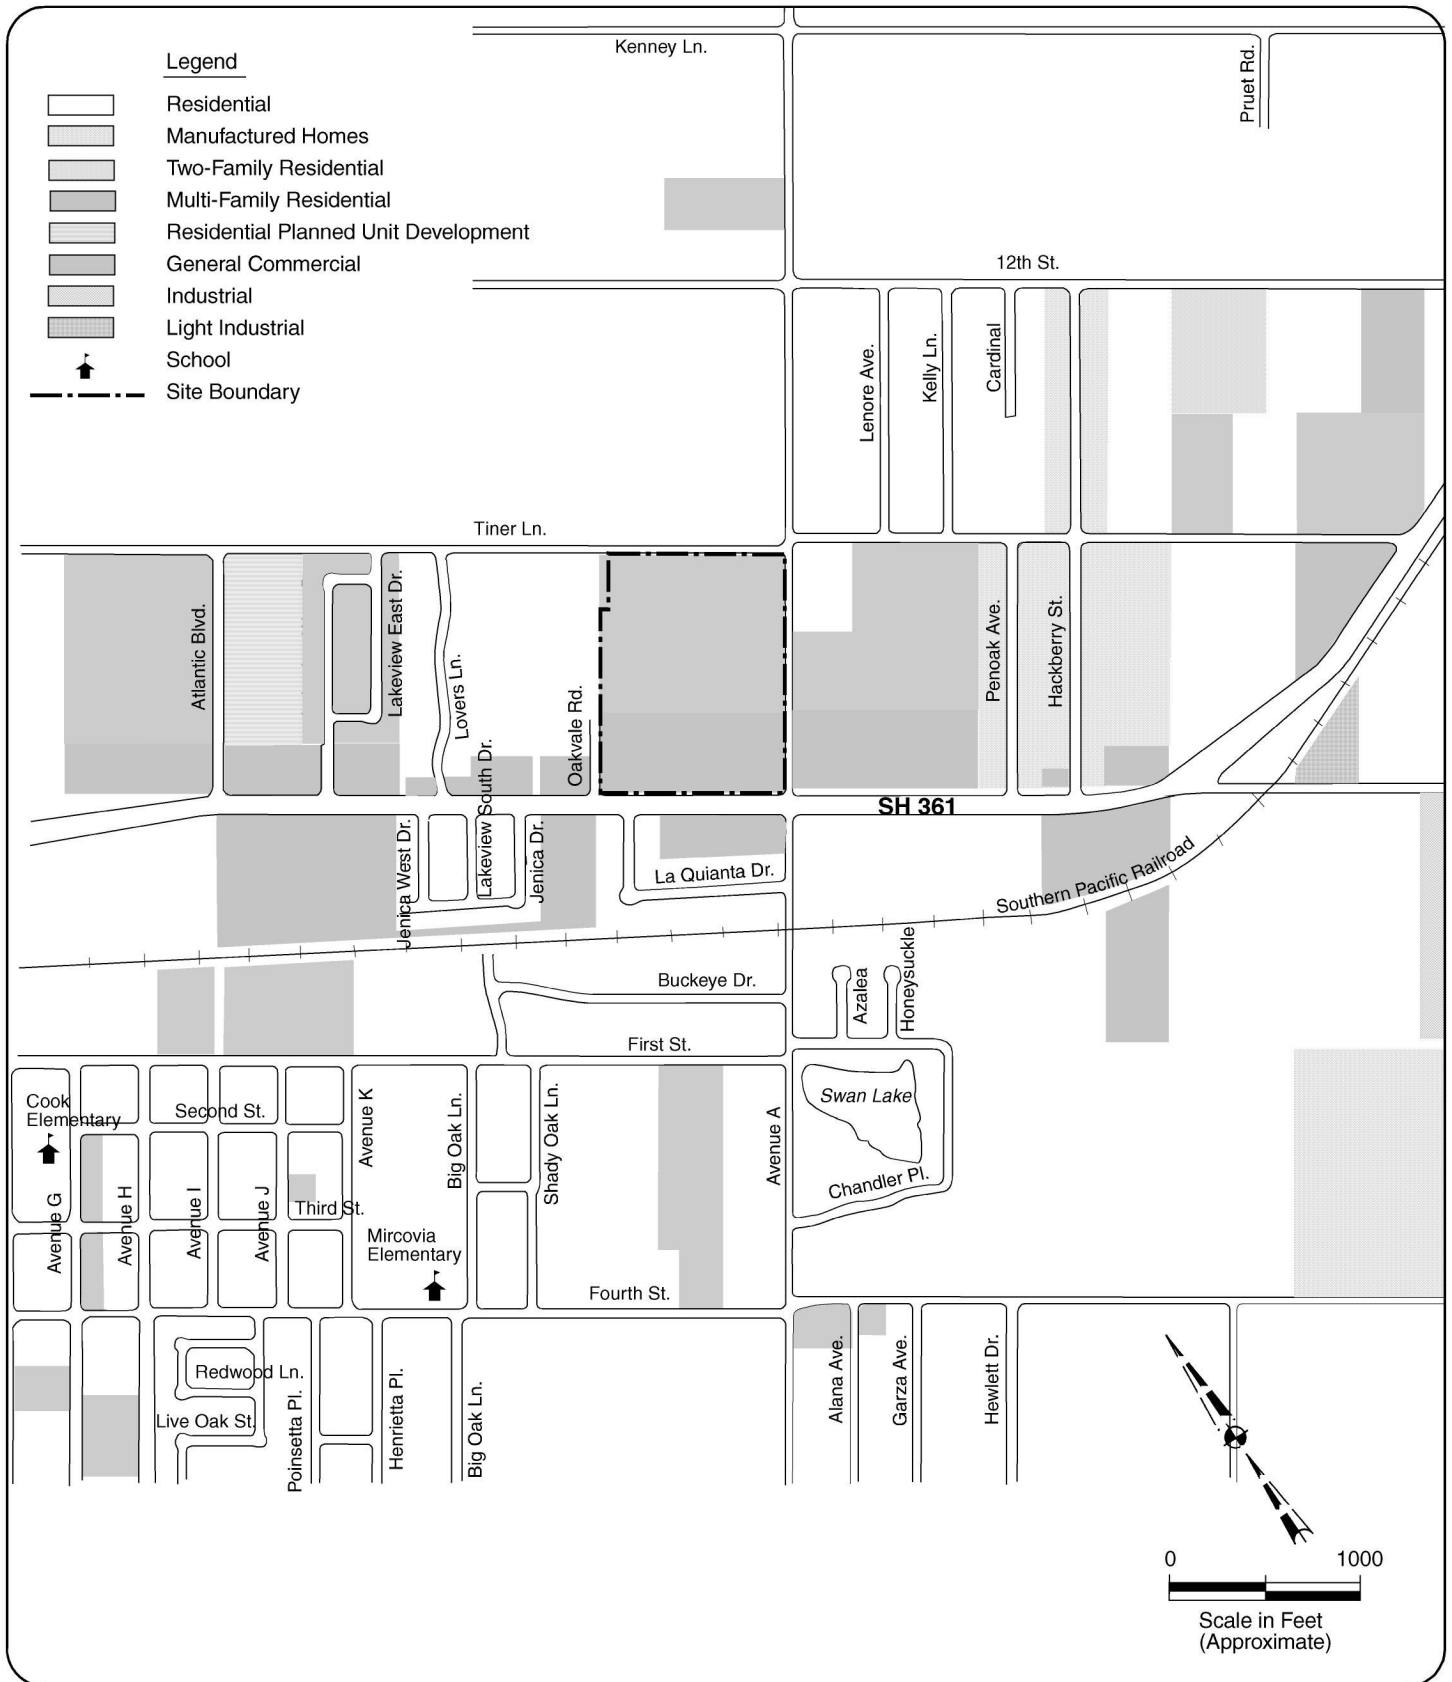 Kenney Ln.
Pruet Rd.
Legend
Residential
Manufactured Homes
Two-Family Residential
Multi-Family Residential
Residential Planned Unit Development
General Commercial
Industrial
Light Industrial
School
Site Boundary
12th St.
Lenore Ave.
Kelly Ln.
Cardinal
Tiner Ln.
Atlantic Blvd.
Lakeview East Dr.
Lovers Ln.
Oakvale Rd.
Penoak Ave.
Hackberry St.
SH 361
Jenica West Dr.
Lakeview South Dr.
Jenica Dr.
La Quianta Dr.
Southern Pacific Railroad
Buckeye Dr.
Azalea
Honeysuckle
First St.
Cook
Elementary
Second St.
Avenue K
Big Oak Ln.
Shady Oak Ln.
Avenue A
Swan Lake
Chandler Pl.
Avenue G
Avenue H
Avenue I
Avenue J
Third St.
Mircovia
Elementary
Fourth St.
Redwood Ln.
Live Oak St.
Poinsetta Pl.
Henrietta Pl.
Big Oak Ln.
Alana Ave.
Garza Ave.
Hewlett Dr.
0 1000
Scale in Feet
(Approximate)